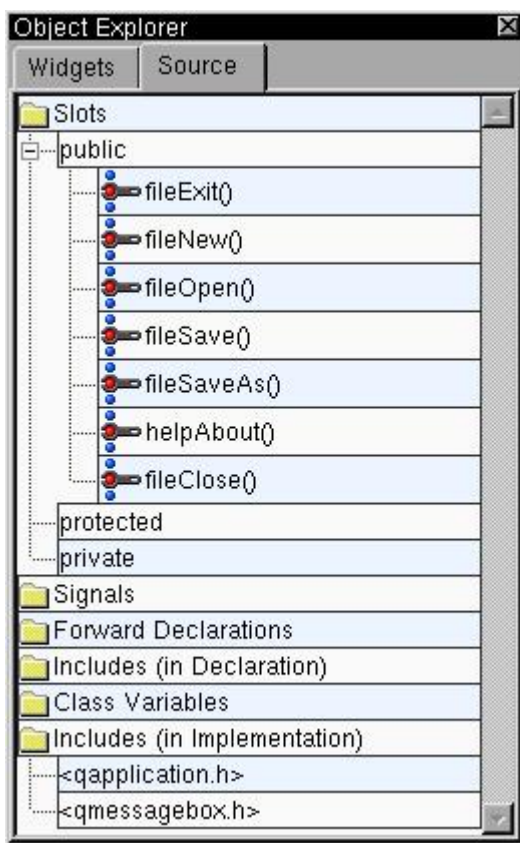 Object Explorer
Widgets Source
Slots
public
fileExit()
fileNew()
fileOpen()
fileSave()
fileSaveAs()
helpAbout()
fileClose()
protected
private
Signals
Forward Declarations
Includes (in Declaration)
Class Variables
Includes (in Implementation)
<qapplication.h>
<qmessagebox.h>